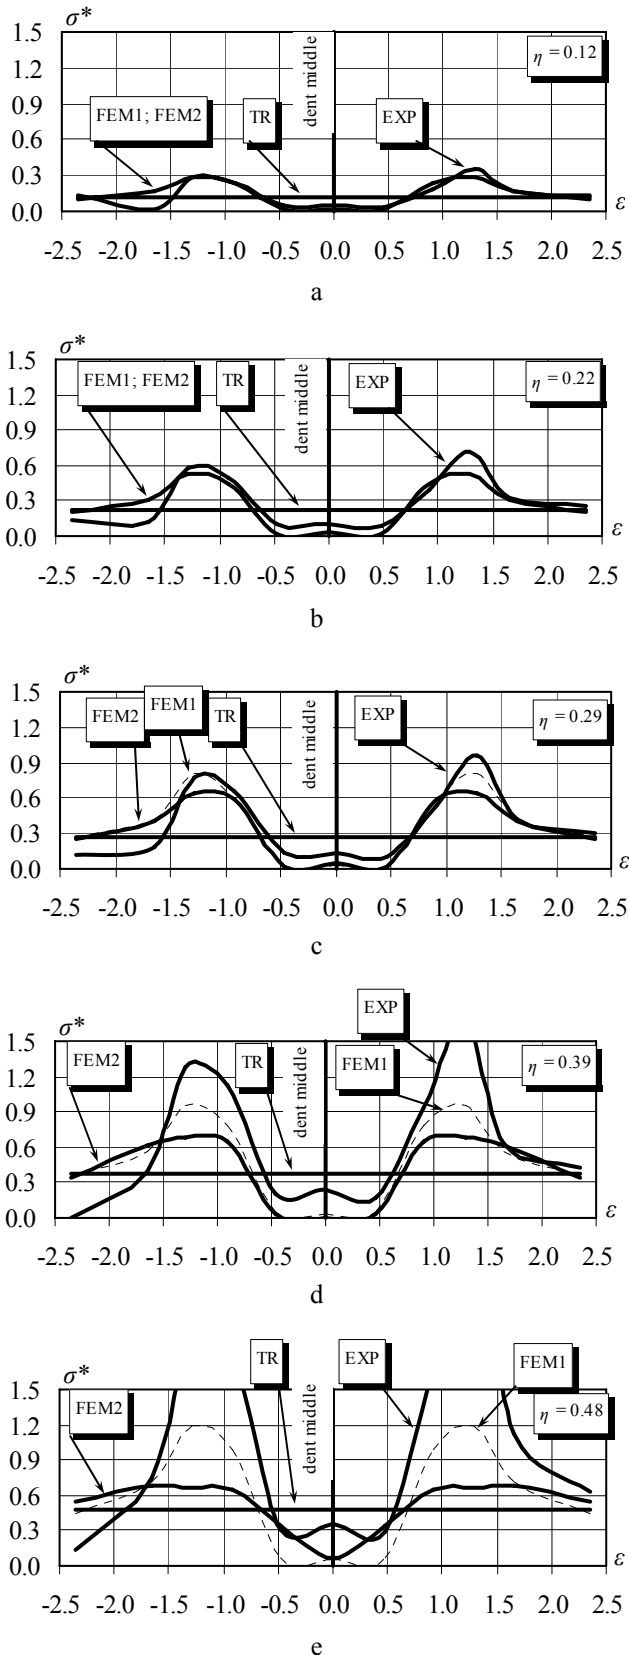 σ*
1.5
η = 0.12
1.2
dent middle
0.9
FEM1; FEM2
TR
EXP
0.6
0.3
0.0
ε
-2.5 -2.0 -1.5 -1.0 -0.5 0.0 0.5 1.0 1.5 2.0 2.5
a
σ*
1.5
FEM1; FEM2
TR
EXP
η = 0.22
1.2
dent middle
0.9
0.6
0.3
0.0
ε
-2.5 -2.0 -1.5 -1.0 -0.5 0.0 0.5 1.0 1.5 2.0 2.5
b
σ*
1.5
FEM2
FEM1
TR
EXP
η = 0.29
1.2
dent middle
0.9
0.6
0.3
0.0
ε
-2.5 -2.0 -1.5 -1.0 -0.5 0.0 0.5 1.0 1.5 2.0 2.5
c
EXP
σ*
1.5
FEM2
TR
FEM1
η = 0.39
1.2
dent middle
0.9
0.6
0.3
0.0
ε
-2.5 -2.0 -1.5 -1.0 -0.5 0.0 0.5 1.0 1.5 2.0 2.5
d
TR
EXP
FEM1
σ*
1.5
FEM2
η = 0.48
1.2
dent middle
0.9
0.6
0.3
0.0
ε
-2.5 -2.0 -1.5 -1.0 -0.5 0.0 0.5 1.0 1.5 2.0 2.5
e